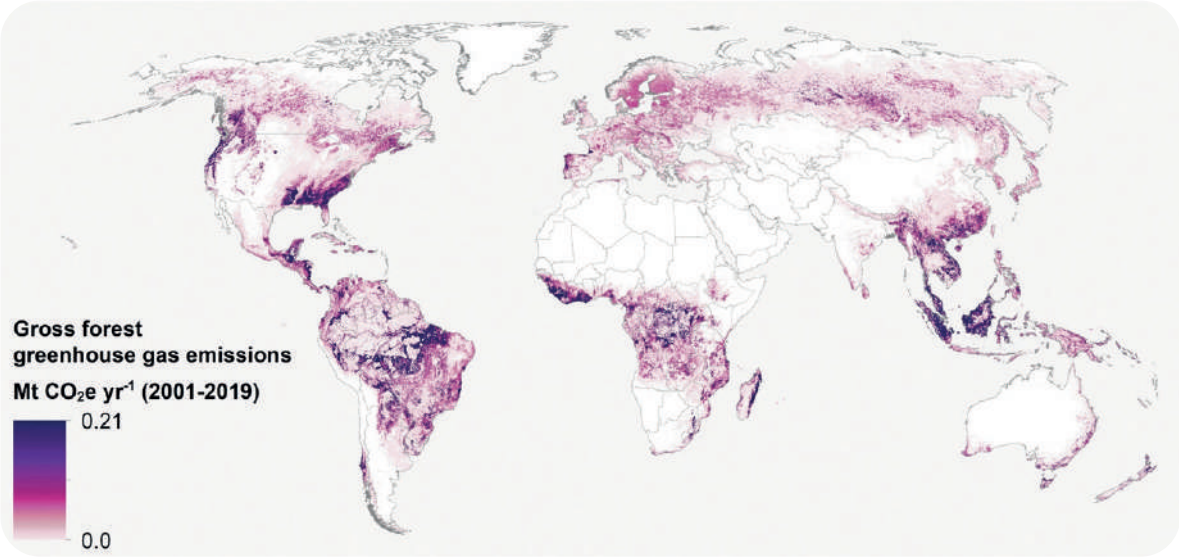 Gross forest
greenhouse gas emissions
Mt CO₂e yr⁻¹ (2001-2019)
0.21
0.0